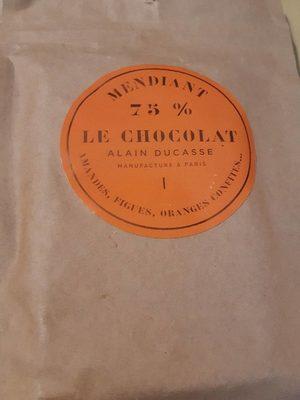 MENDIANT
75 %
LE CHOCOLAT
ALAIN DUCASSE
MANUFACTURE À PARIS
AMANDES, FIGUES, ORANGES CONFITES...